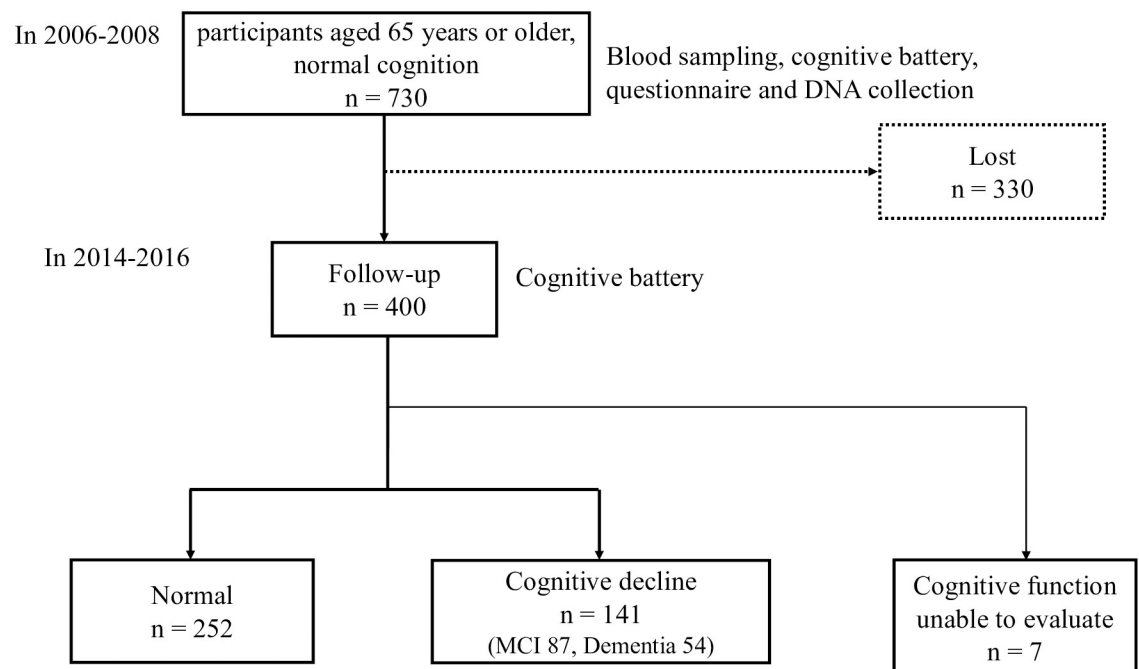 In 2006-2008
participants aged 65 years or older,
normal cognition
n = 730
Blood sampling, cognitive battery,
questionnaire and DNA collection
Lost
n = 330
In 2014-2016
Follow-up
n = 400
Cognitive battery
Normal
n = 252
Cognitive decline
n = 141
(MCI 87, Dementia 54)
Cognitive function
unable to evaluate
n = 7